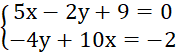 5x − 2y + 9 = 0
−4y + 10x = −2